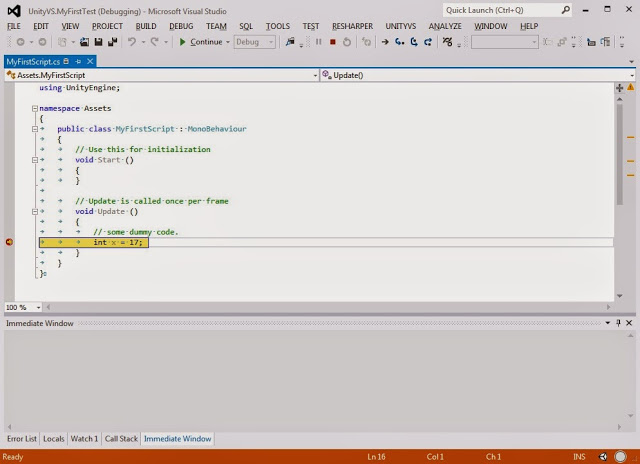 UnityVS.MyFirstTest (Debugging) - Microsoft Visual Studio
Quick Launch (Ctrl+Q)
FILE EDIT VIEW PROJECT BUILD DEBUG TEAM SQL TOOLS TEST RESHARPER UNITYVS ANALYZE WINDOW HELP
Continue Debug
MyFirstScript.cs
Assets.MyFirstScript Update()
using UnityEngine;
namespace Assets
{
public class MyFirstScript : MonoBehaviour
{
// Use this for initialization
void Start ()
{
}
// Update is called once per frame
void Update ()
{
// some dummy code.
int x = 17;
}
}
}
100 %
Immediate Window
Error List Locals Watch 1 Call Stack Immediate Window
Ready Ln 16 Col 1 Ch 1 INS